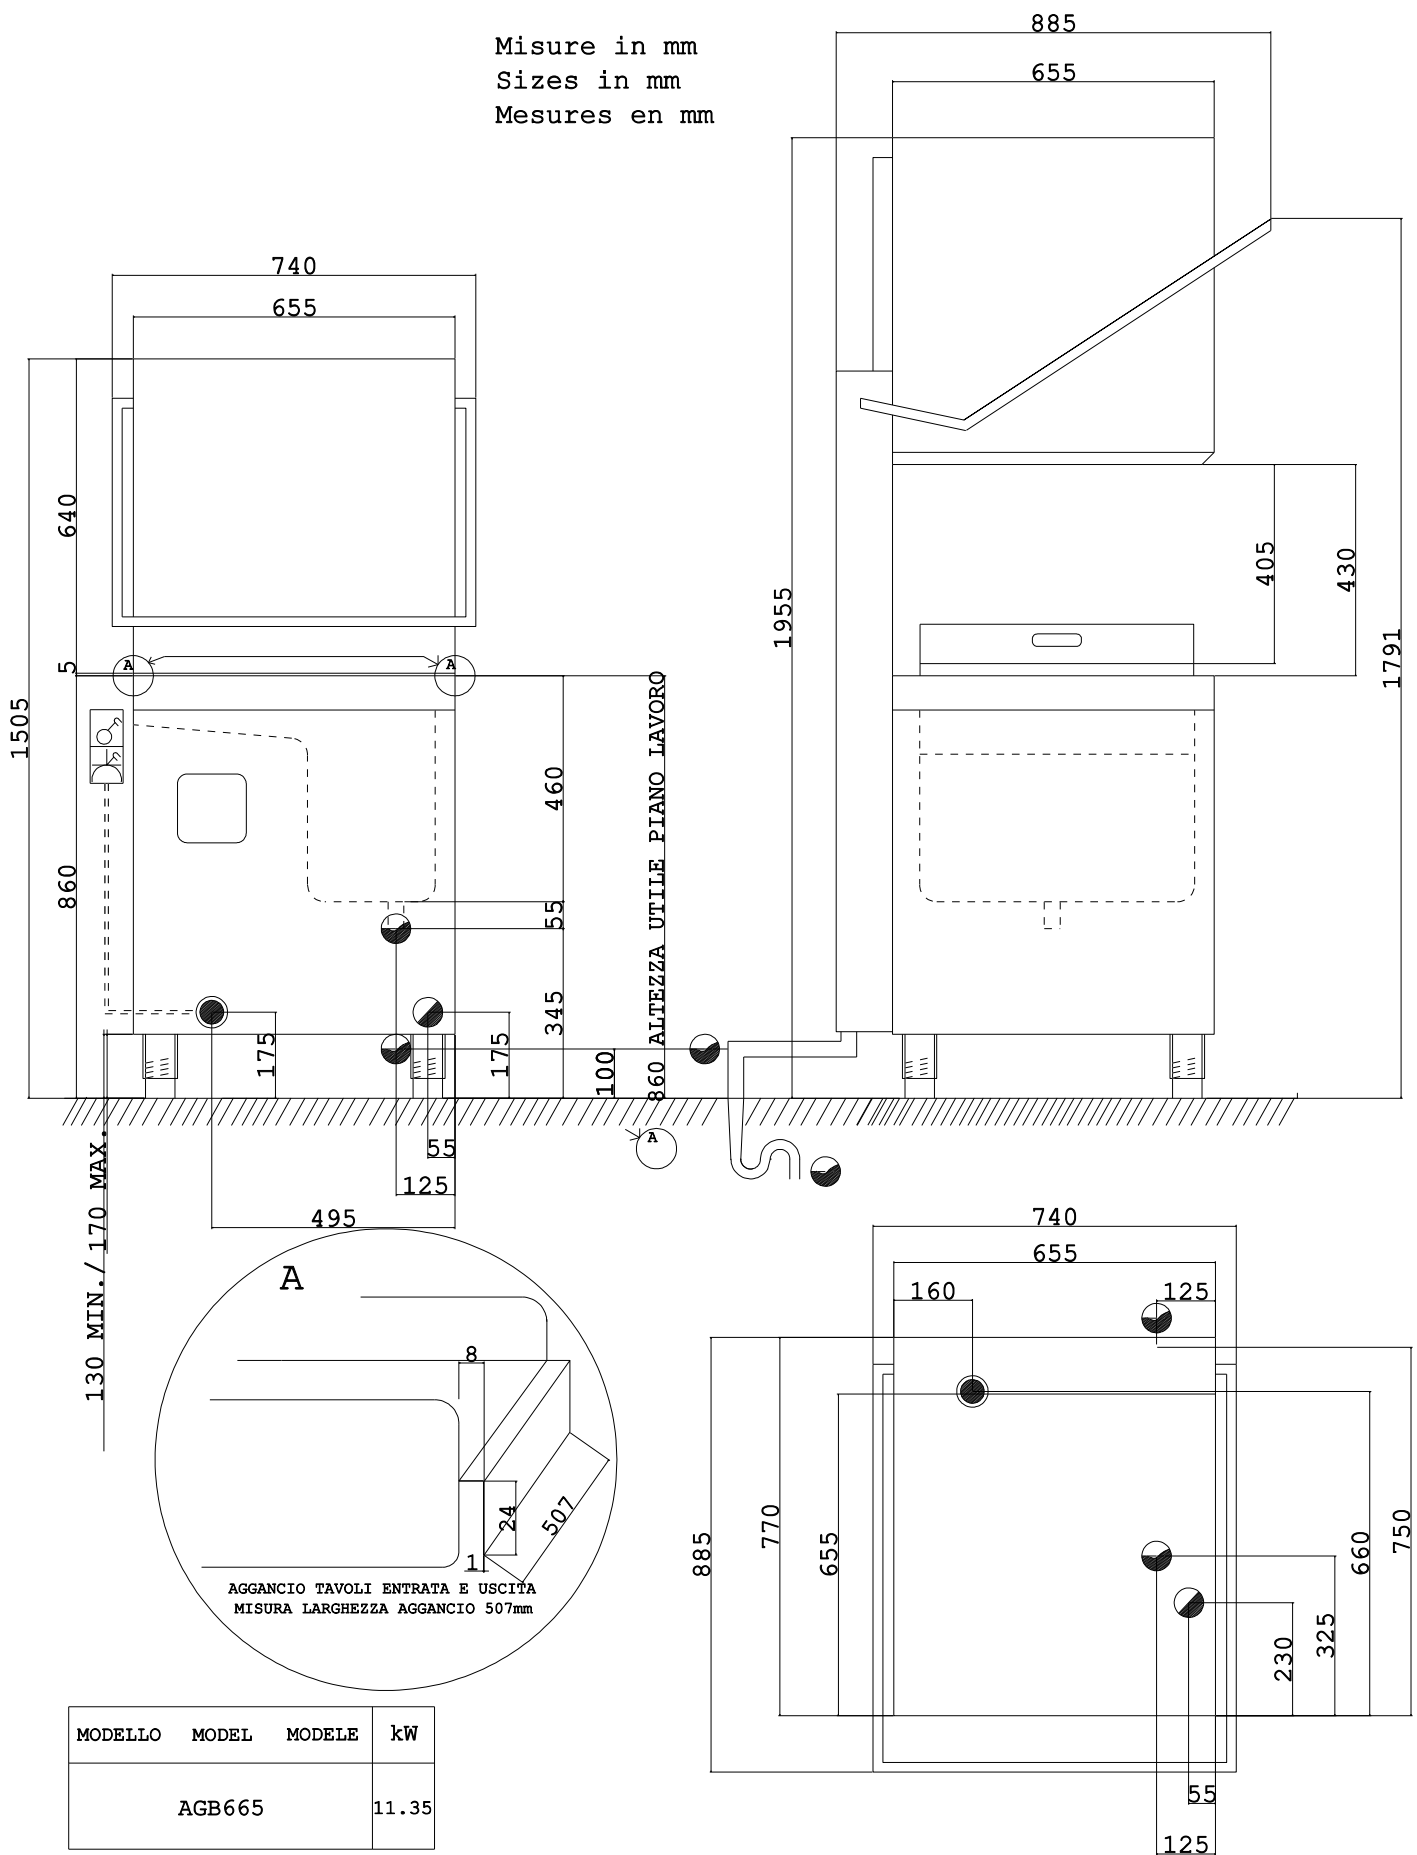 Misure in mm
Sizes in mm
Mesures en mm
885
655
740
655
640
5
1505
860
A
A
460
55
345
175
175
100
860 ALTEZZA UTILE PIANO LAVORO
1955
405
430
1791
A
55
125
495
130 MIN./170 MAX.
A
8
24
507
1
AGGANCIO TAVOLI ENTRATA E USCITA
MISURA LARGHEZZA AGGANCIO 507mm
740
655
160
125
885
770
655
750
660
325
230
55
125
MODELLO MODEL MODELE kW
AGB665 11.35